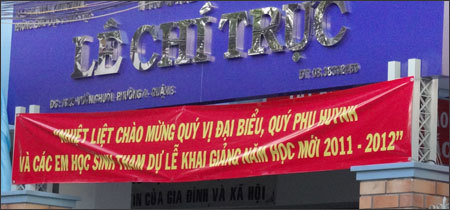 LÊ CHÍ TRỰC
"NHIỆT LIỆT CHÀO MỪNG QUÝ VỊ ĐẠI BIỂU, QUÝ PHỤ HUYNH
VÀ CÁC EM HỌC SINH THAM DỰ LỄ KHAI GIẢNG NĂM HỌC MỚI 2011 - 2012"
N CỦA GIA ĐÌNH VÀ XÃ HỘI